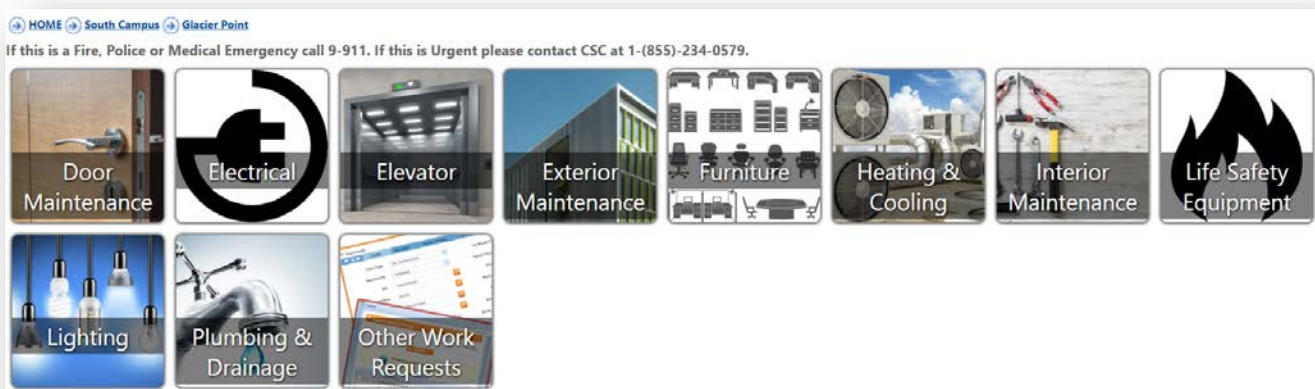 HOME South Campus Glacier Point
If this is a Fire, Police or Medical Emergency call 9-911. If this is Urgent please contact CSC at 1-(855)-234-0579.
Door
Maintenance
Electrical
Elevator
Exterior
Maintenance
Furniture
Heating &
Cooling
Interior
Maintenance
Life Safety
Equipment
Lighting
Plumbing &
Drainage
Other Work
Requests